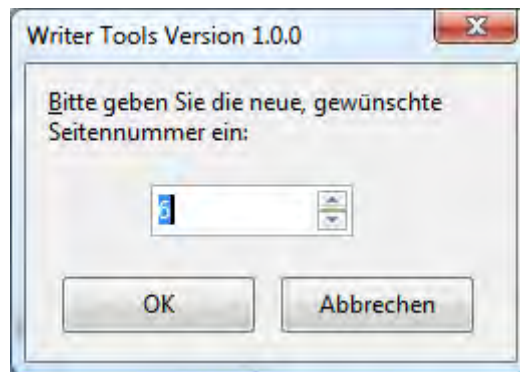 Writer Tools Version 1.0.0
Bitte geben Sie die neue, gewünschte
Seitennummer ein:
6
OK
Abbrechen